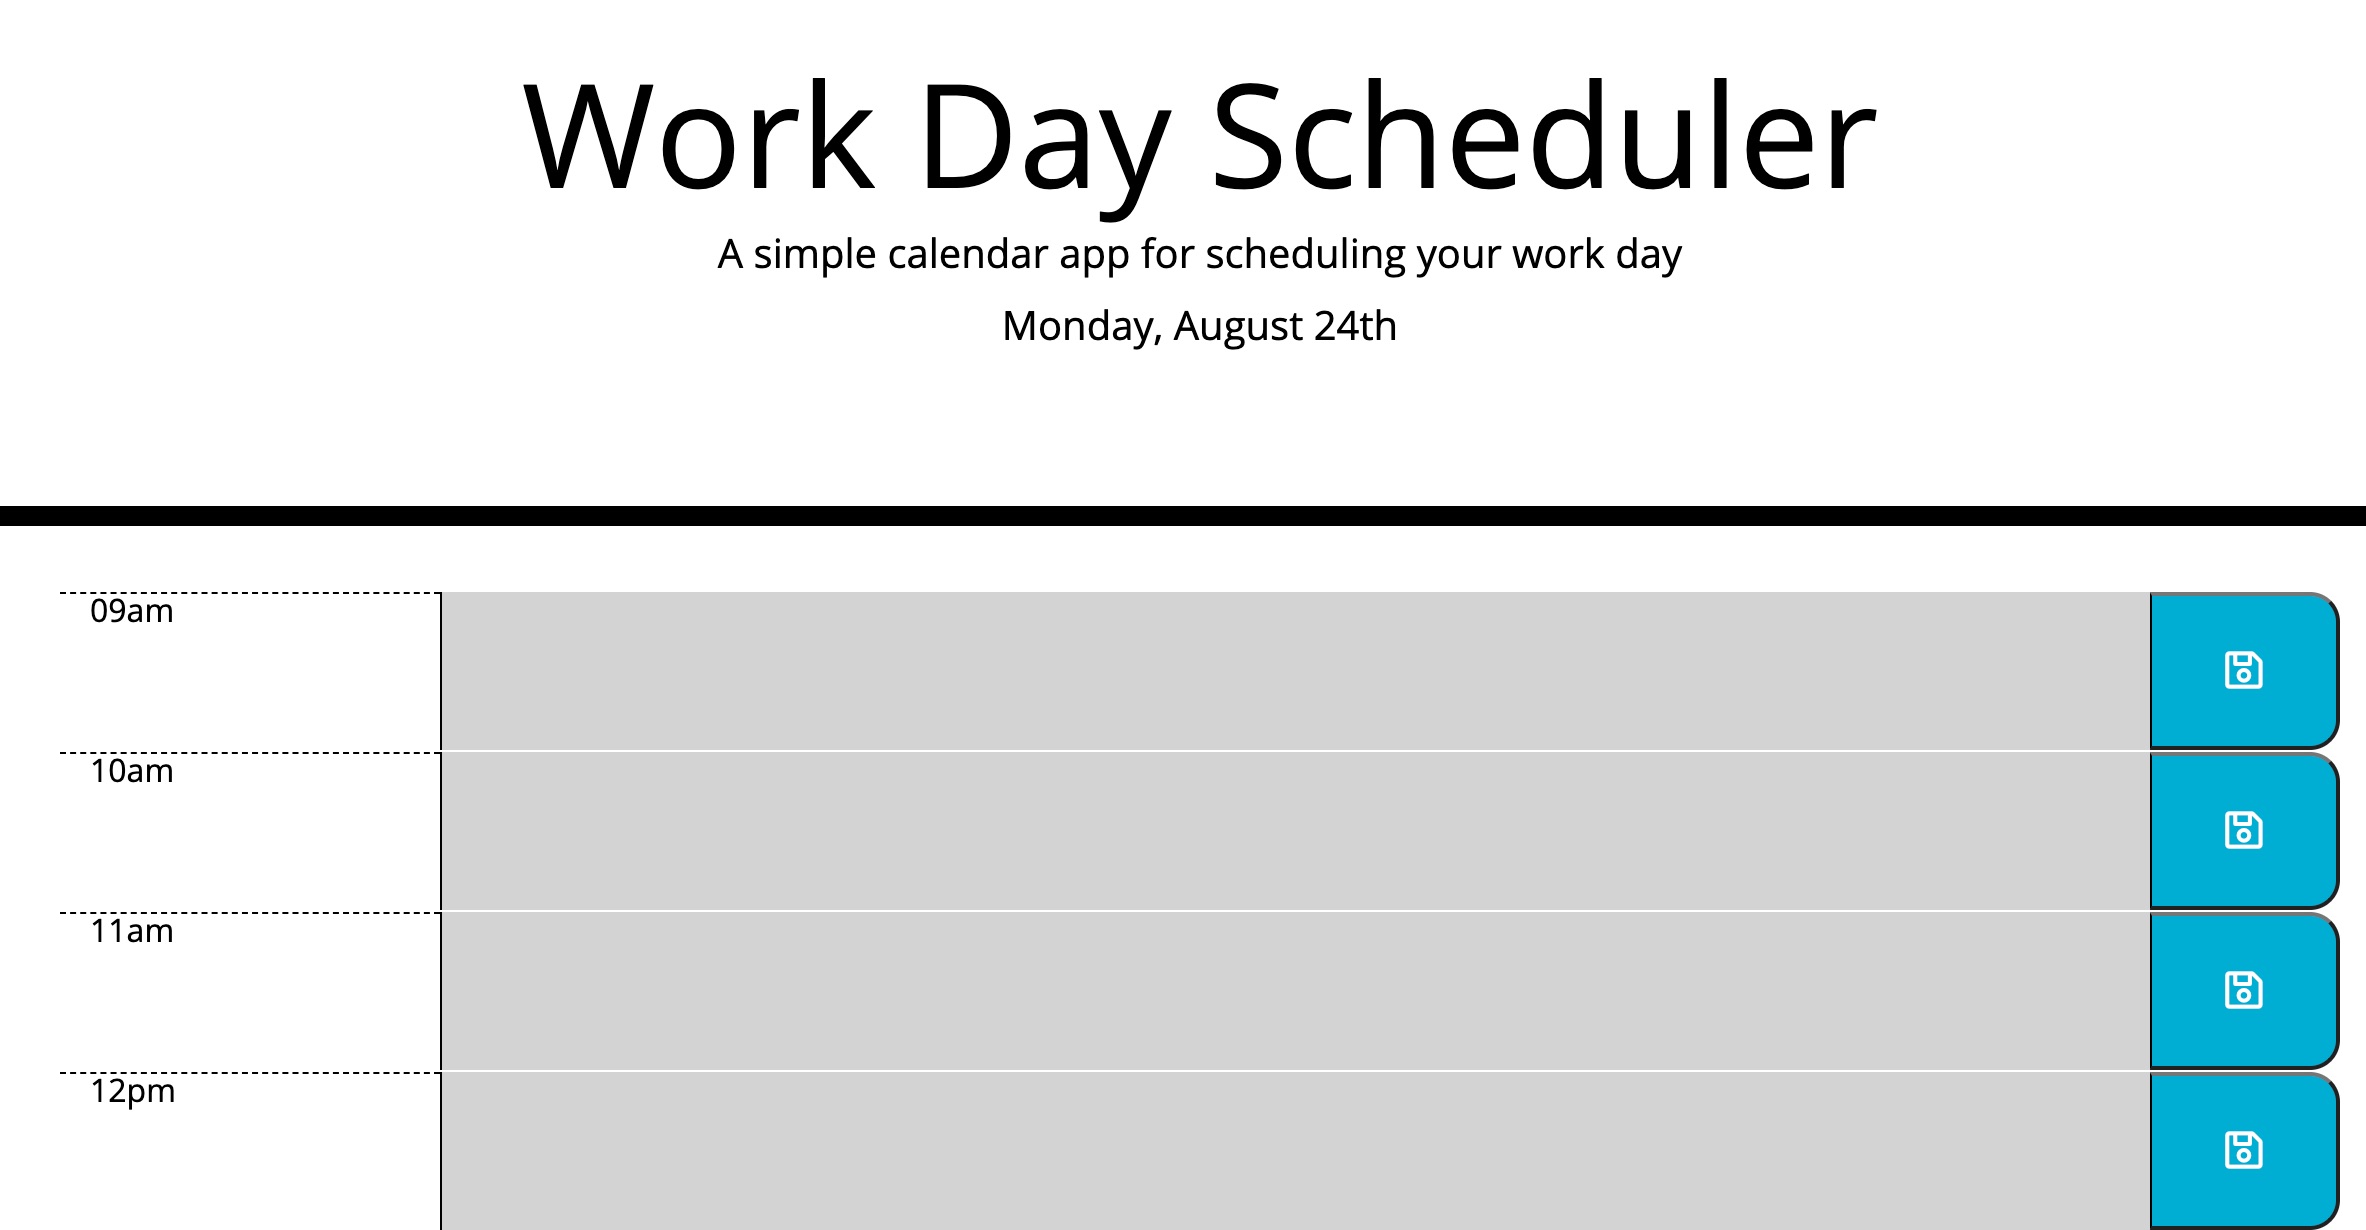 Work Day Scheduler
A simple calendar app for scheduling your work day
Monday, August 24th
09am
10am
11am
12pm